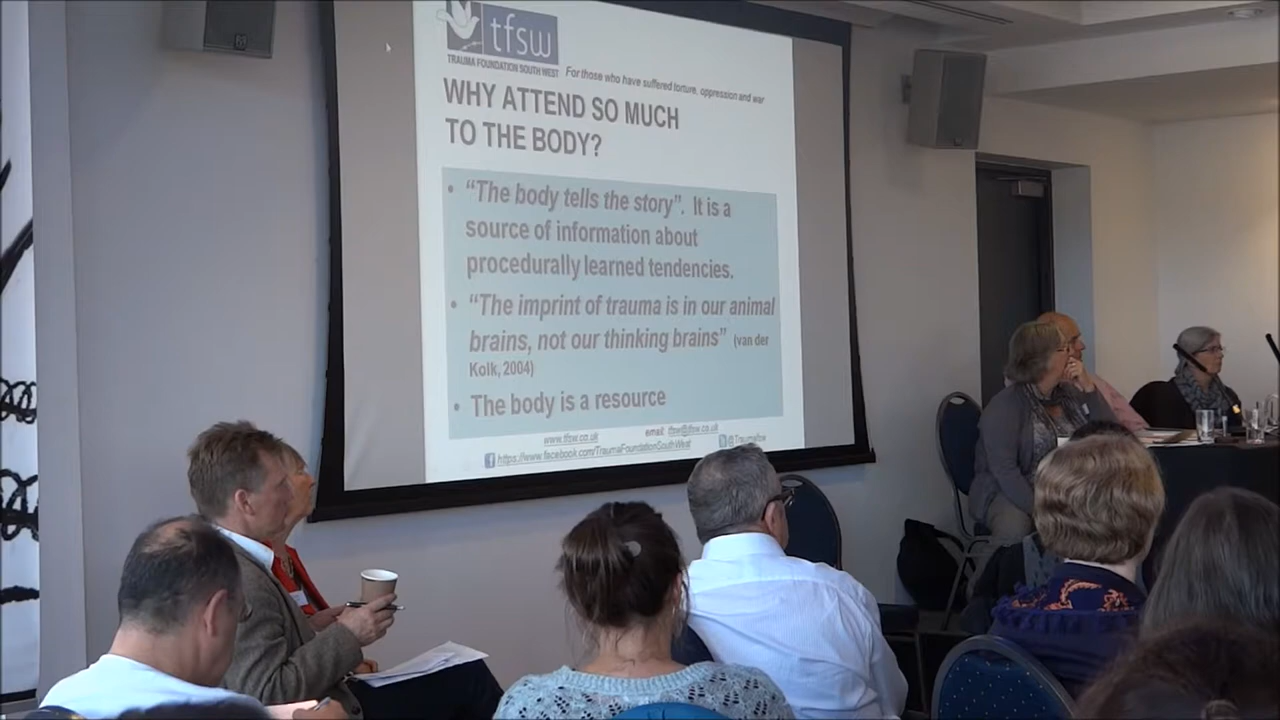 tfsw
TRAUMA FOUNDATION SOUTH WEST
For those who have suffered torture, oppression and war
WHY ATTEND SO MUCH
TO THE BODY?
• “The body tells the story”. It is a
source of information about
procedurally learned tendencies.
• “The imprint of trauma is in our animal
brains, not our thinking brains” (van der
Kolk, 2004)
• The body is a resource
www.tfsw.co.uk email: tfsw@tfsw.co.uk
https://www.facebook.com/TraumaFoundationSouthWest @Traumatfsw